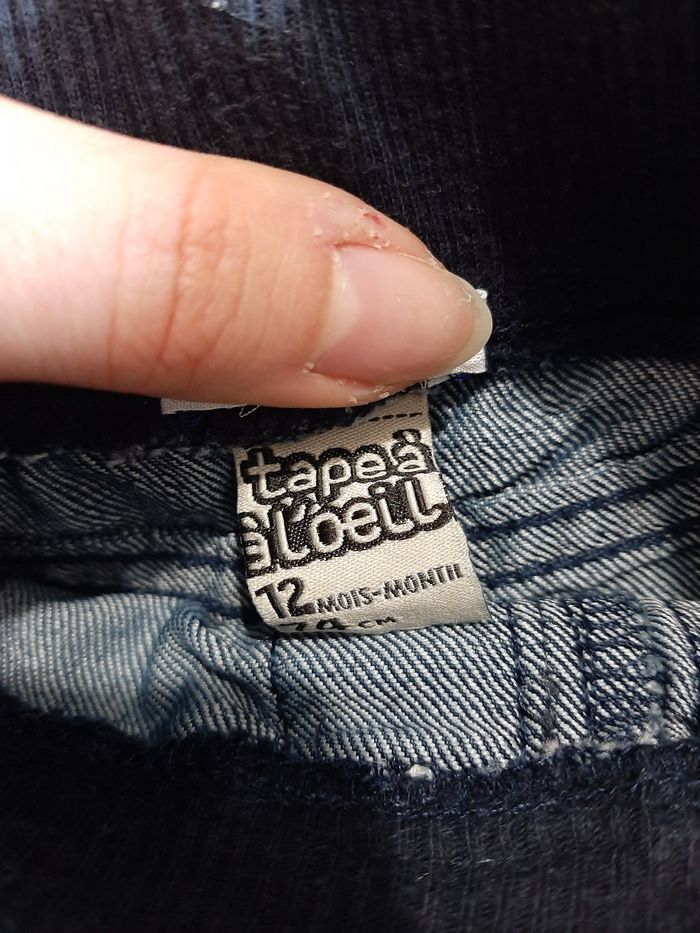 tape à
à l'oeil
12 MOIS-MONTH
74 CM